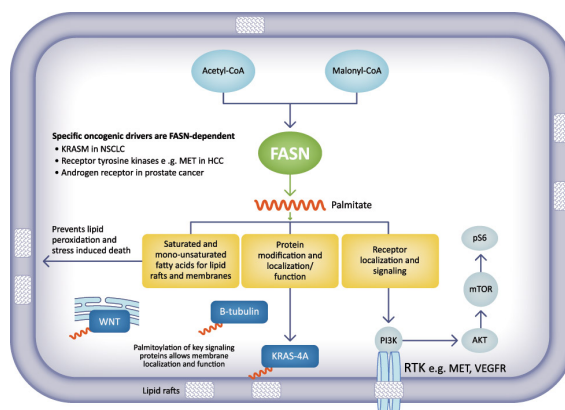 Acetyl-CoA
Malonyl-CoA
Specific oncogenic drivers are FASN-dependent
• KRASM in NSCLC
• Receptor tyrosine kinases e .g. MET in HCC
• Androgen receptor in prostate cancer
FASN
Palmitate
Prevents lipid
peroxidation and
stress induced death
Saturated and
mono-unsaturated
fatty acids for lipid
rafts and membranes
Protein
modification and
localization/
function
Receptor
localization and
signaling
pS6
mTOR
AKT
PI3K
WNT
B-tubulin
Palmitoylation of key signaling
proteins allows membrane
localization and function
KRAS-4A
RTK e.g. MET, VEGFR
Lipid rafts